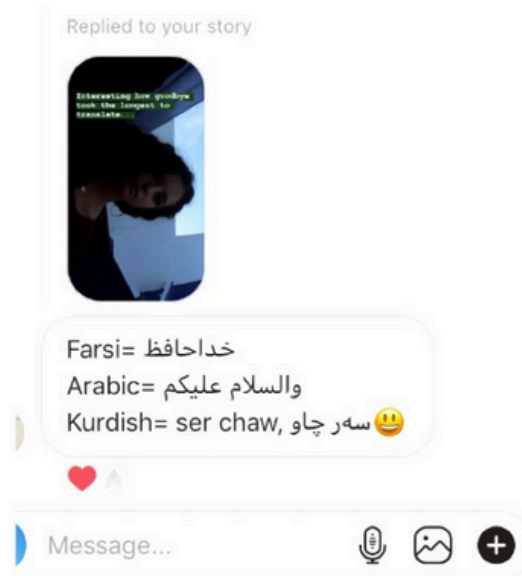 Replied to your story
Interesting how goodbye
took the longest to
translate...
Farsi= خداحافظ
Arabic= والسلام عليكم
Kurdish= ser chaw, سەر چاو😃
Message...